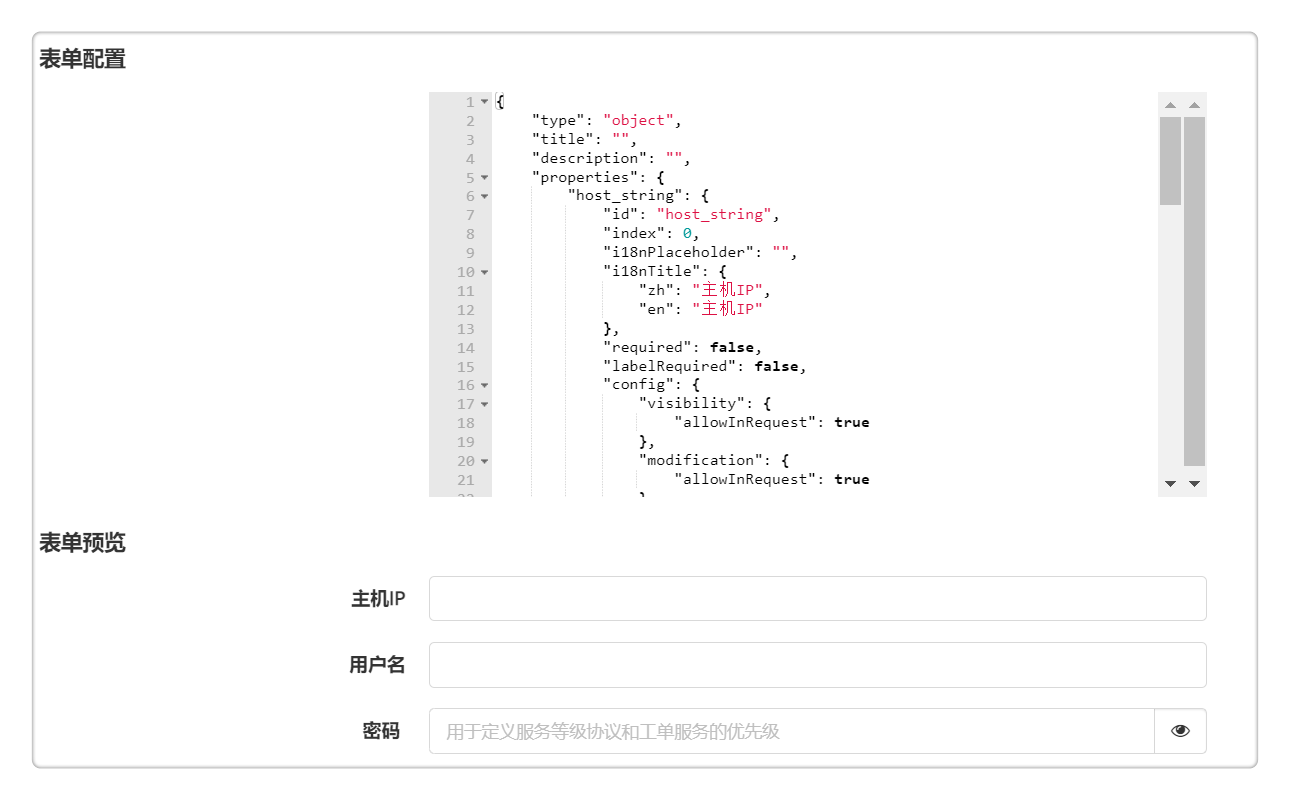 表单配置
1 {
2 "type": "object",
3 "title": "",
4 "description": "",
5 "properties": {
6 "host_string": {
7 "id": "host_string",
8 "index": 0,
9 "i18nPlaceholder": "",
10 "i18nTitle": {
11 "zh": "主机IP",
12 "en": "主机IP"
13 },
14 "required": false,
15 "labelRequired": false,
16 "config": {
17 "visibility": {
18 "allowInRequest": true
19 },
20 "modification": {
21 "allowInRequest": true
表单预览
主机IP
用户名
密码 用于定义服务等级协议和工单服务的优先级